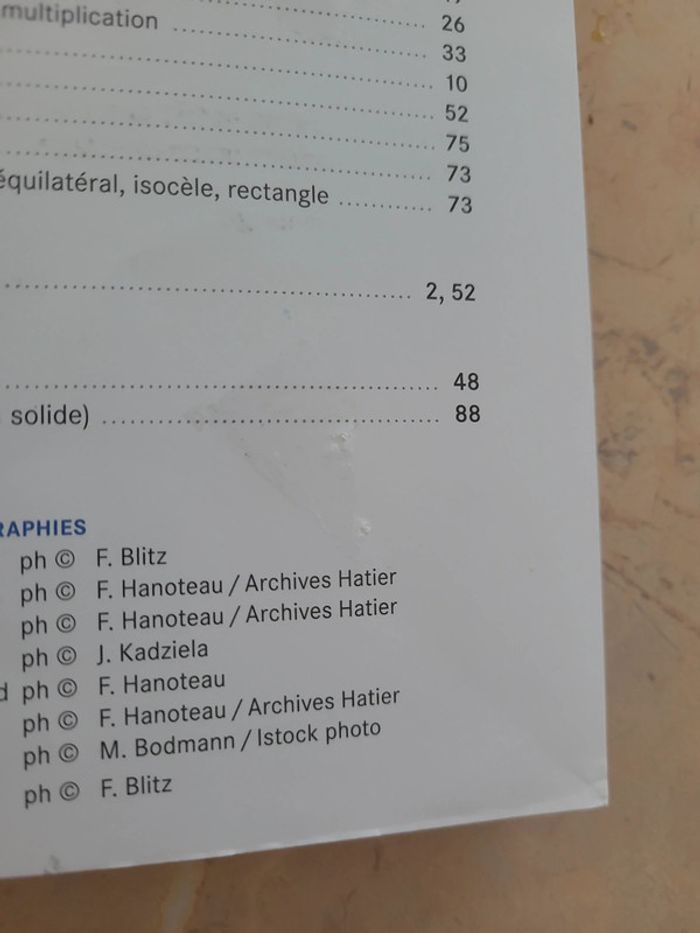 multiplication ........................ 26
........................ 33
........................ 10
........................ 52
........................ 75
........................ 73
équilatéral, isocèle, rectangle ............ 73
........................ 2, 52
........................ 48
solide) ........................ 88
RAPHIES
ph © F. Blitz
ph © F. Hanoteau / Archives Hatier
ph © F. Hanoteau / Archives Hatier
ph © J. Kadziela
d ph © F. Hanoteau
ph © F. Hanoteau / Archives Hatier
ph © M. Bodmann / Istock photo
ph © F. Blitz